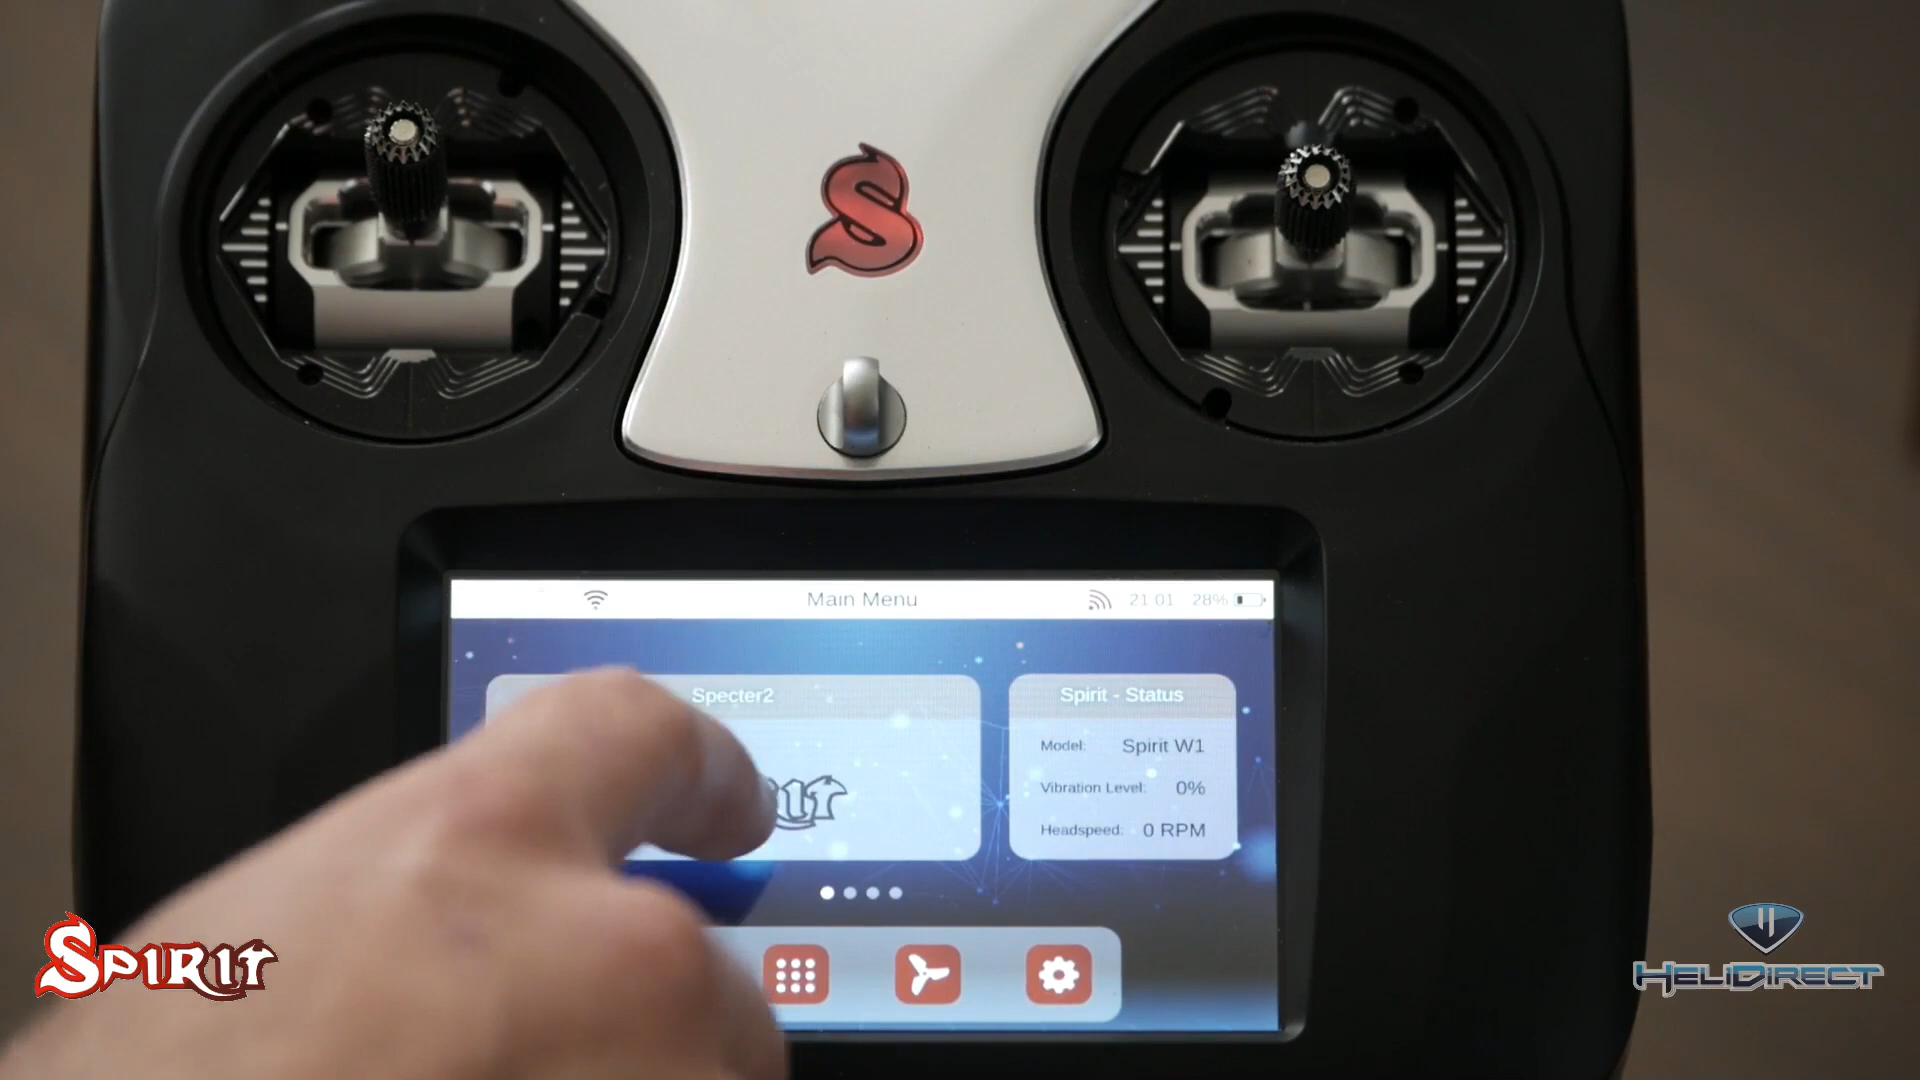 S
Main Menu
21 01
28%
Specter2
Spirit - Status
Model: Spirit W1
Vibration Level: 0%
Headspeed: 0 RPM
SPIRIT
HELIDIRECT